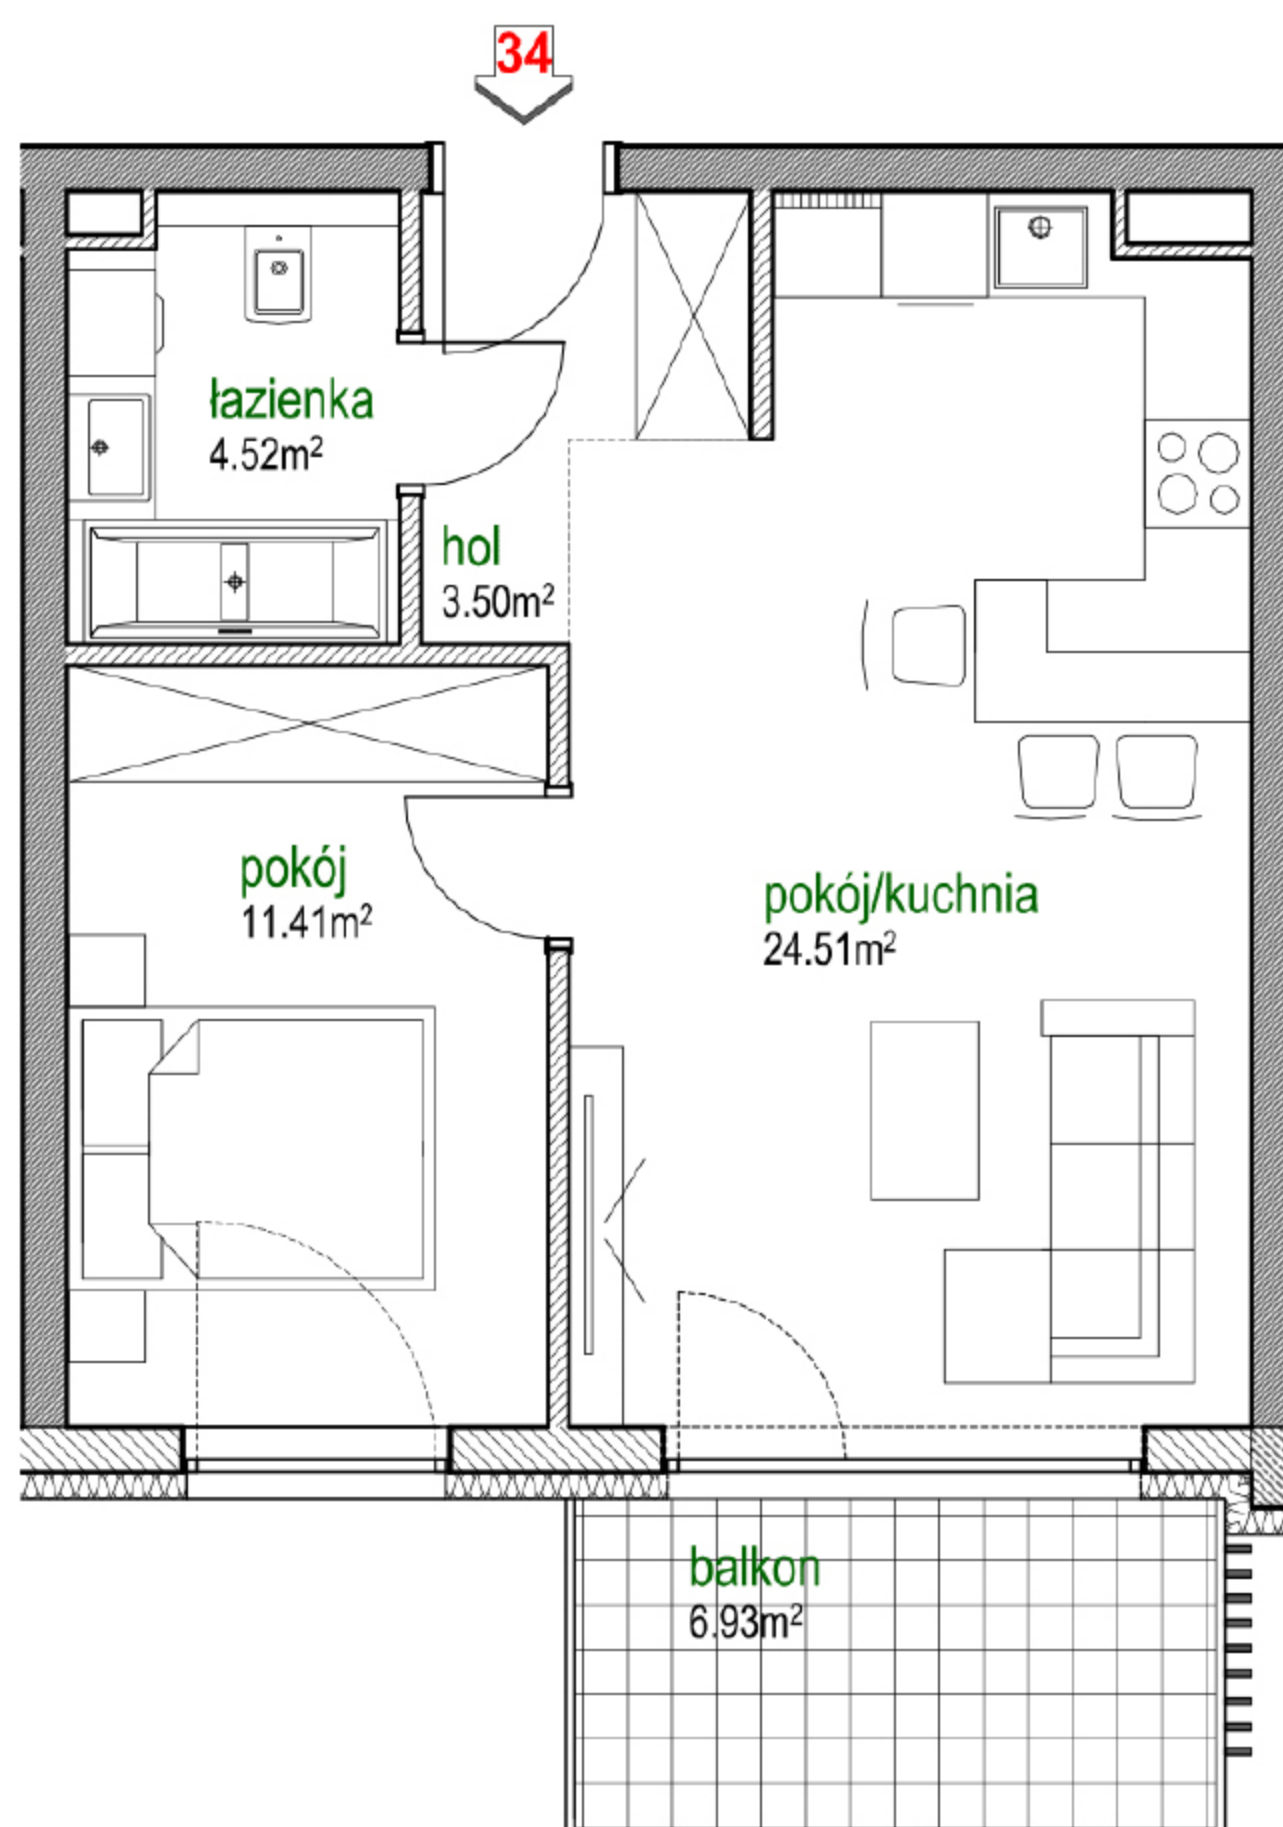 34
łazienka
4.52m²
hol
3.50m²
pokój
11.41m²
pokój/kuchnia
24.51m²
balkon
6.93m²